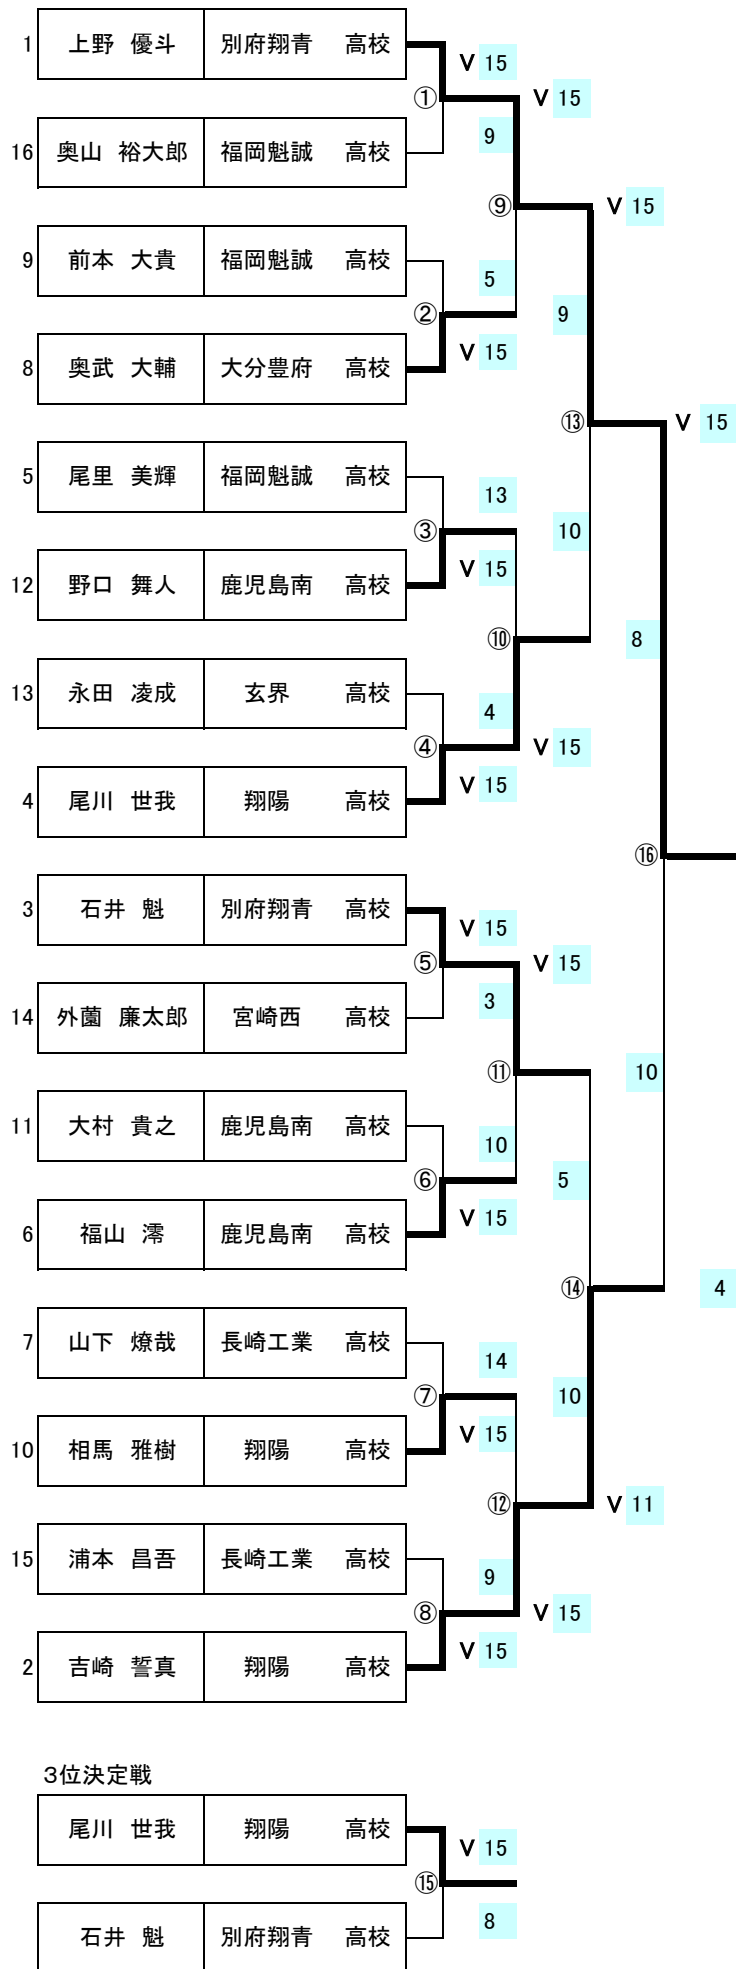 1 上野 優斗 別府翔青 高校
V 15
① V 15
9
16 奥山 裕大郎 福岡魁誠 高校
⑨ V 15
9 前本 大貴 福岡魁誠 高校
5
② 9
V 15
8 奥武 大輔 大分豊府 高校
⑬ V 15
5 尾里 美輝 福岡魁誠 高校
13
③ 10
V 15
12 野口 舞人 鹿児島南 高校
⑩ 8
13 永田 凌成 玄界 高校
4
④ V 15
V 15
4 尾川 世我 翔陽 高校
⑯
3 石井 魁 別府翔青 高校
V 15
⑤ V 15
3
14 外薗 廉太郎 宮崎西 高校
⑪ 10
11 大村 貴之 鹿児島南 高校
10
⑥ 5
V 15
6 福山 澪 鹿児島南 高校
⑭ 4
7 山下 燎哉 長崎工業 高校
14
⑦ 10
V 15
10 相馬 雅樹 翔陽 高校
⑫ V 11
15 浦本 昌吾 長崎工業 高校
9
⑧ V 15
V 15
2 吉崎 誓真 翔陽 高校
3位決定戦
尾川 世我 翔陽 高校
V 15
⑮
8
石井 魁 別府翔青 高校